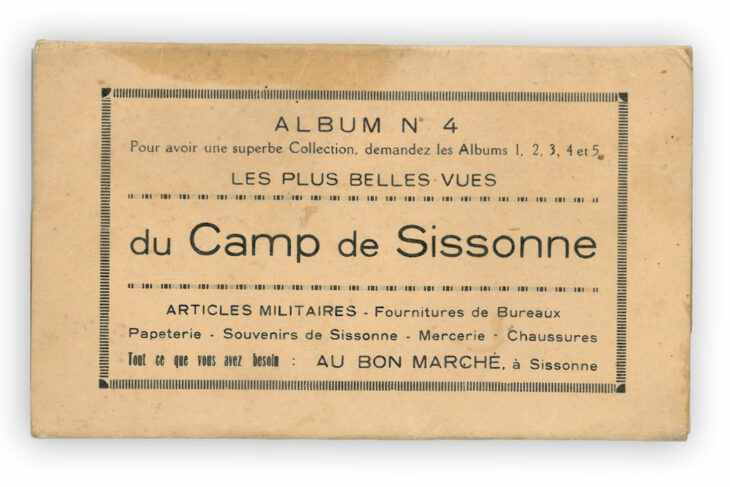 ALBUM N° 4
Pour avoir une superbe Collection, demandez les Albums 1, 2, 3, 4 et 5.
LES PLUS BELLES VUES
du Camp de Sissonne
ARTICLES MILITAIRES - Fournitures de Bureaux
Papeterie - Souvenirs de Sissonne - Mercerie - Chaussures
Tout ce que vous avez besoin : AU BON MARCHÉ, à Sissonne